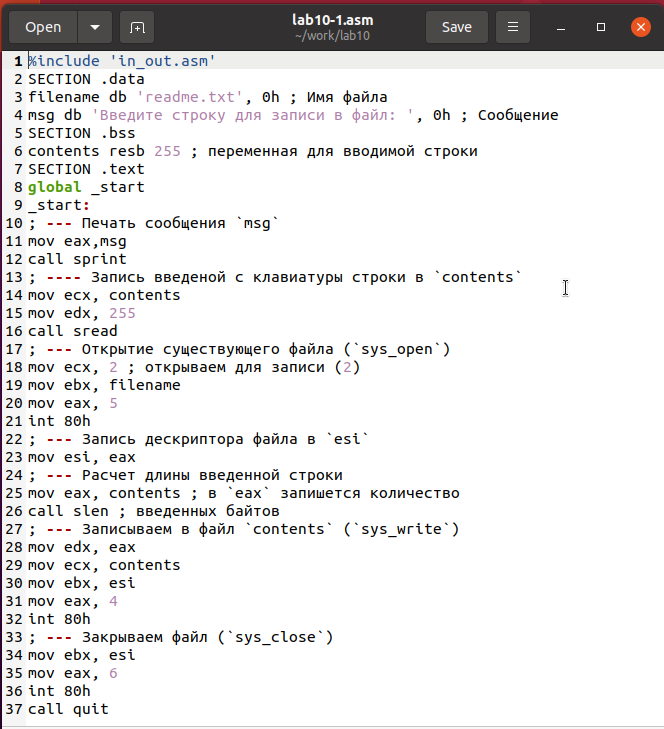 Open
lab10-1.asm
~/work/lab10
Save
1 %include 'in_out.asm'
2 SECTION .data
3 filename db 'readme.txt', 0h ; Имя файла
4 msg db 'Введите строку для записи в файл: ', 0h ; Сообщение
5 SECTION .bss
6 contents resb 255 ; переменная для вводимой строки
7 SECTION .text
8 global _start
9 _start:
10 ; --- Печать сообщения `msg`
11 mov eax,msg
12 call sprint
13 ; ---- Запись введеной с клавиатуры строки в `contents`
14 mov ecx, contents
15 mov edx, 255
16 call sread
17 ; --- Открытие существующего файла (`sys_open`)
18 mov ecx, 2 ; открываем для записи (2)
19 mov ebx, filename
20 mov eax, 5
21 int 80h
22 ; --- Запись дескриптора файла в `esi`
23 mov esi, eax
24 ; --- Расчет длины введенной строки
25 mov eax, contents ; в `eax` запишется количество
26 call slen ; введенных байтов
27 ; --- Записываем в файл `contents` (`sys_write`)
28 mov edx, eax
29 mov ecx, contents
30 mov ebx, esi
31 mov eax, 4
32 int 80h
33 ; --- Закрываем файл (`sys_close`)
34 mov ebx, esi
35 mov eax, 6
36 int 80h
37 call quit